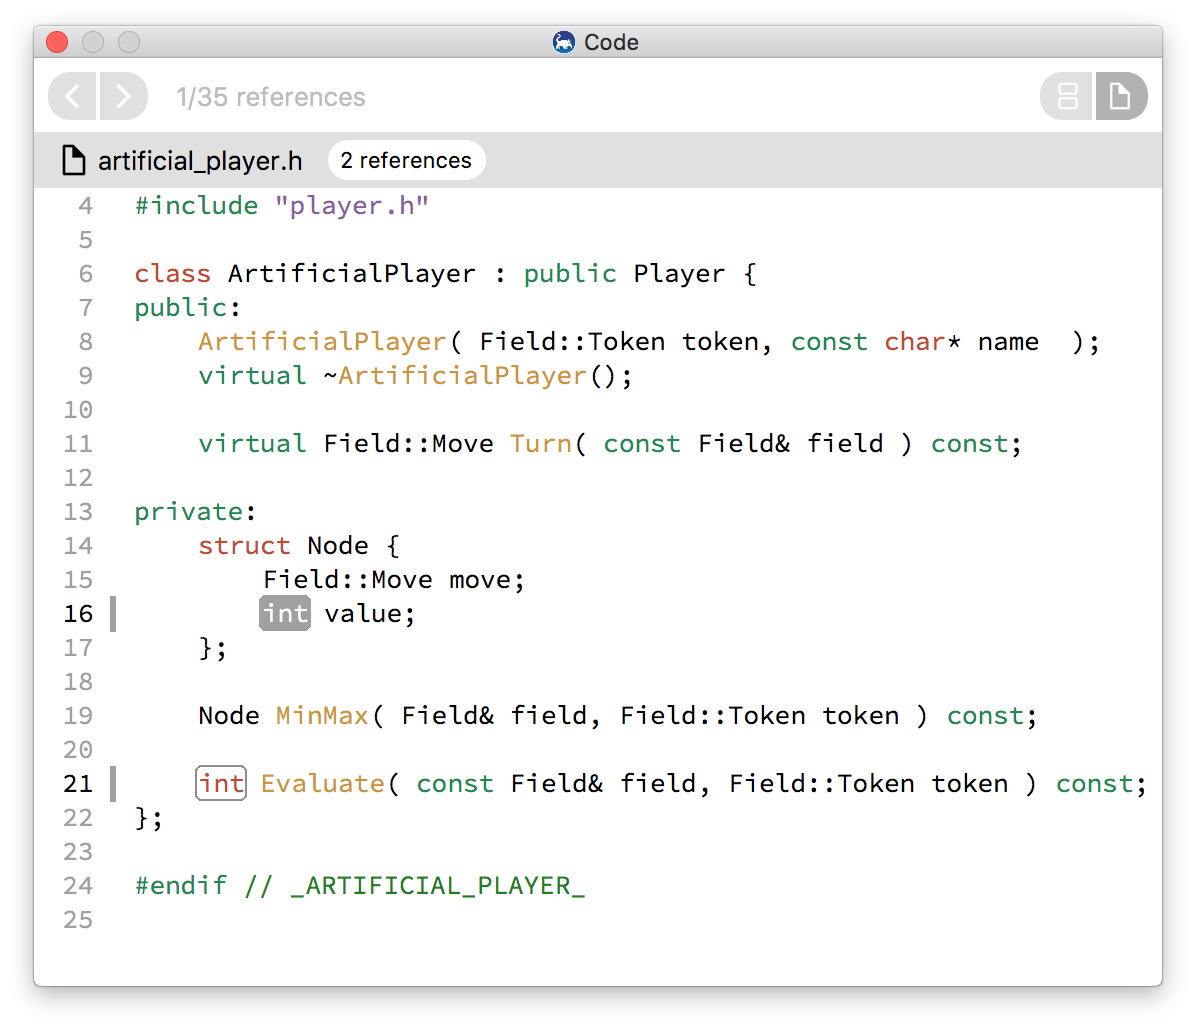 Code
1/35 references
artificial_player.h 2 references
4 #include "player.h"
5
6 class ArtificialPlayer : public Player {
7 public:
8     ArtificialPlayer( Field::Token token, const char* name  );
9     virtual ~ArtificialPlayer();
10
11     virtual Field::Move Turn( const Field& field ) const;
12
13 private:
14     struct Node {
15         Field::Move move;
16         int value;
17     };
18
19     Node MinMax( Field& field, Field::Token token ) const;
20
21     int Evaluate( const Field& field, Field::Token token ) const;
22 };
23
24 #endif // _ARTIFICIAL_PLAYER_
25